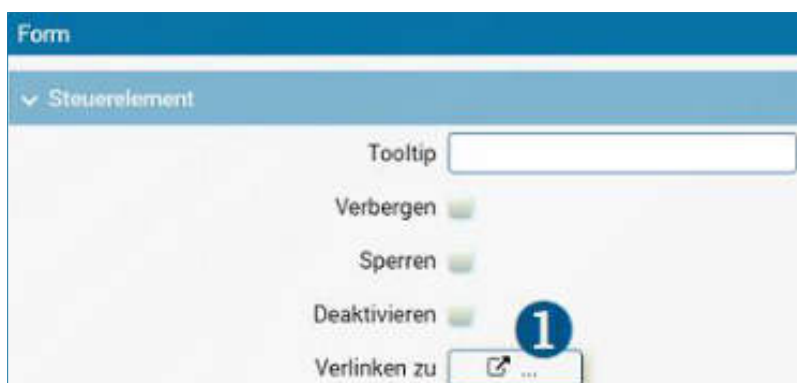 Form
Steuerelement
Tooltip
Verbergen
Sperren
Deaktivieren
1
Verlinken zu ...